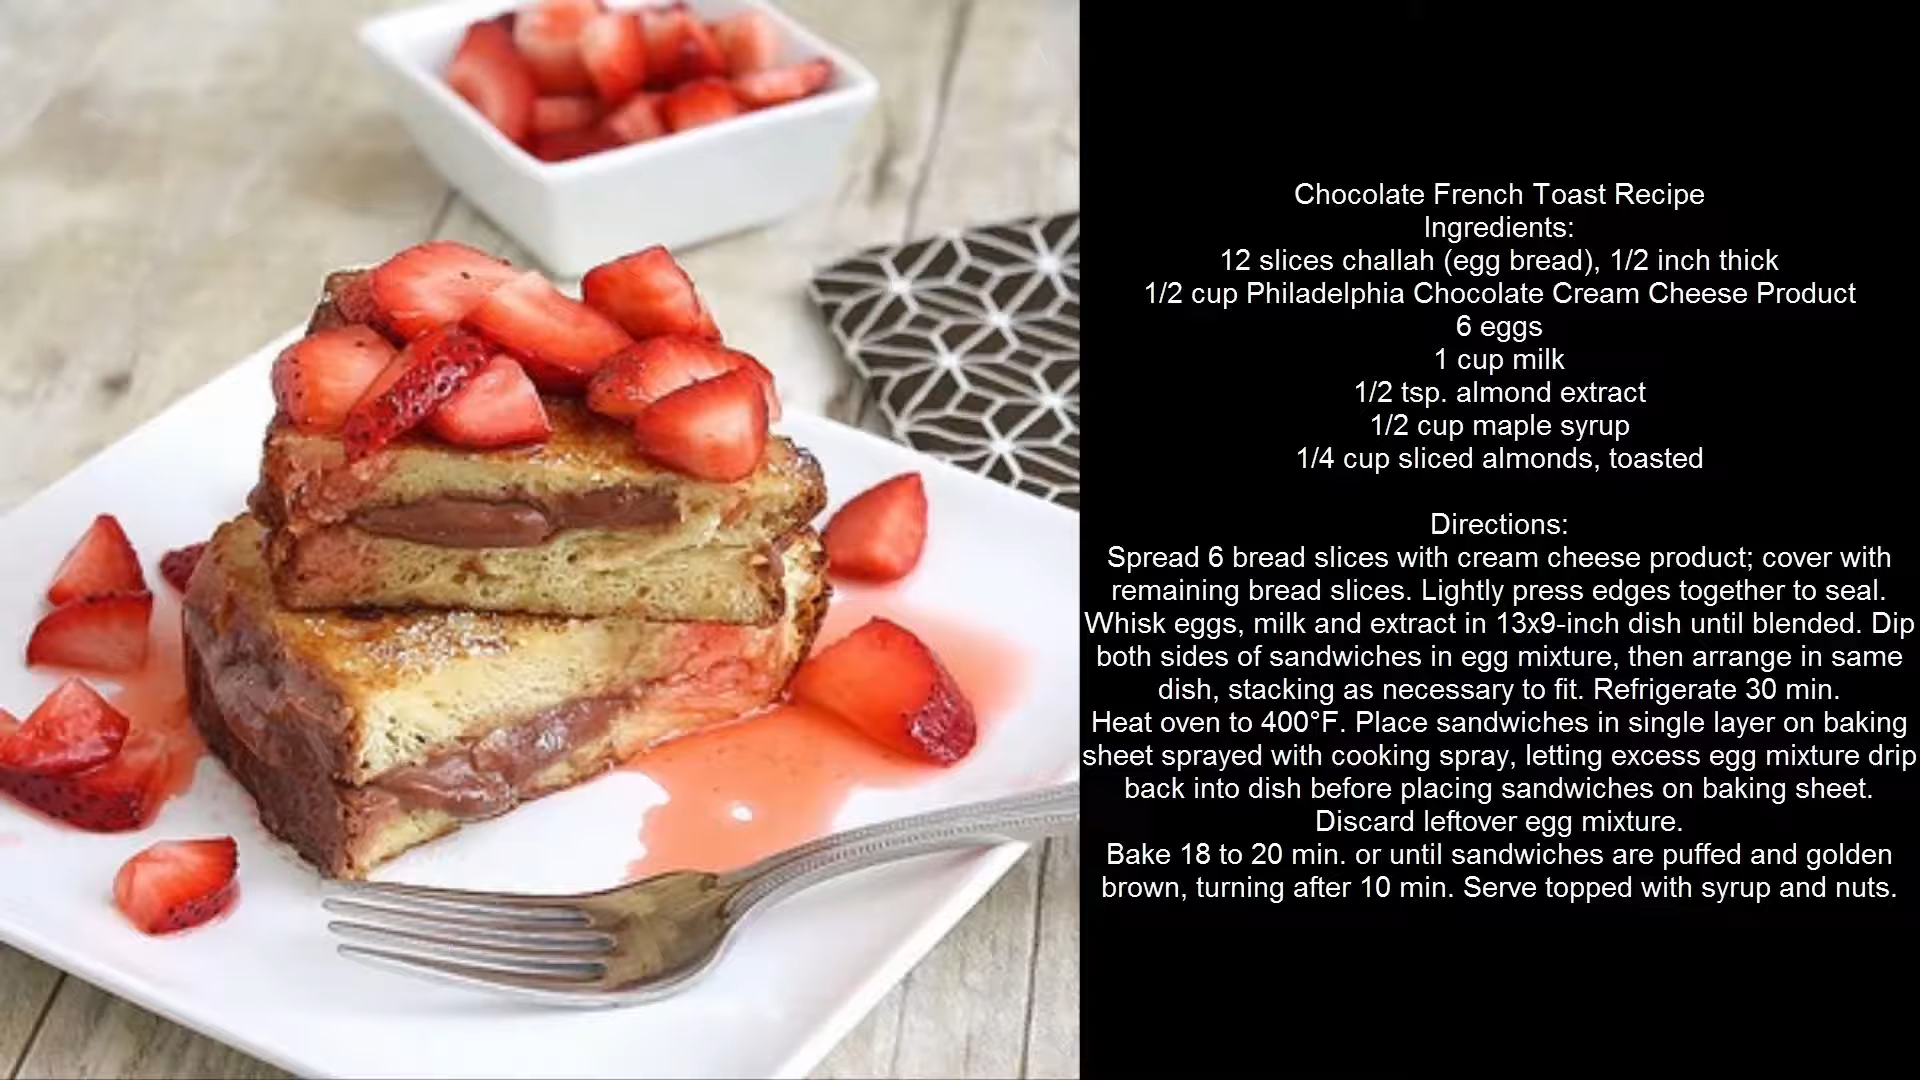 Chocolate French Toast Recipe
Ingredients:
12 slices challah (egg bread), 1/2 inch thick
1/2 cup Philadelphia Chocolate Cream Cheese Product
6 eggs
1 cup milk
1/2 tsp. almond extract
1/2 cup maple syrup
1/4 cup sliced almonds, toasted
Directions:
Spread 6 bread slices with cream cheese product; cover with
remaining bread slices. Lightly press edges together to seal.
Whisk eggs, milk and extract in 13x9-inch dish until blended. Dip
both sides of sandwiches in egg mixture, then arrange in same
dish, stacking as necessary to fit. Refrigerate 30 min.
Heat oven to 400°F. Place sandwiches in single layer on baking
sheet sprayed with cooking spray, letting excess egg mixture drip
back into dish before placing sandwiches on baking sheet.
Discard leftover egg mixture.
Bake 18 to 20 min. or until sandwiches are puffed and golden
brown, turning after 10 min. Serve topped with syrup and nuts.